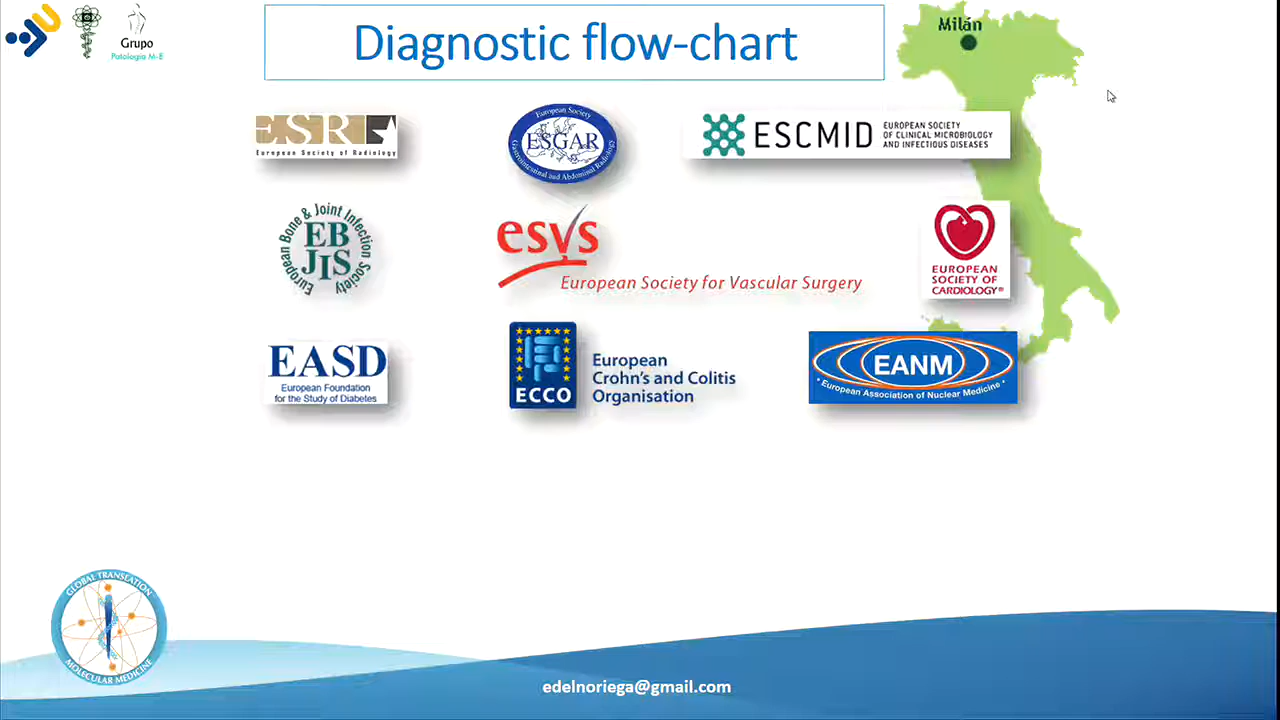 Grupo
Patología M-E
Diagnostic flow-chart
Milán
ESR
European Society of Radiology
European Society
ESGAR
Gastrointestinal and Abdominal Radiology
ESCMID
EUROPEAN SOCIETY
OF CLINICAL MICROBIOLOGY
AND INFECTIOUS DISEASES
European Bone & Joint Infection Society
EB
JIS
esvs
European Society for Vascular Surgery
EUROPEAN
SOCIETY OF
CARDIOLOGY®
EASD
European Foundation
for the Study of Diabetes
ECCO
European
Crohn's and Colitis
Organisation
EANM
European Association of Nuclear Medicine
GLOBAL TRANSLATION
MOLECULAR MEDICINE
edelnoriega@gmail.com